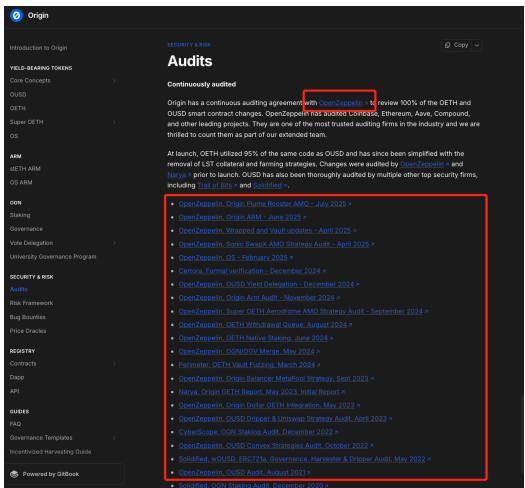 Origin
Introduction to Origin
YIELD-BEARING TOKENS
Core Concepts
OUSD
OETH
Super OETH
OS
ARM
stETH ARM
OS ARM
OGN
Staking
Governance
Vote Delegation
University Governance Program
SECURITY & RISK
Audits
Risk Framework
Bug Bounties
Price Oracles
REGISTRY
Contracts
Dapp
API
GUIDES
FAQ
Governance Templates
Incentivized Harvesting Guide
Powered by GitBook
SECURITY & RISK
Copy
Audits
Continuously audited
Origin has a continuous auditing agreement with OpenZeppelin to review 100% of the OETH and
OUSD smart contract changes. OpenZeppelin has audited Coinbase, Ethereum, Aave, Compound,
and other leading projects. They are one of the most trusted auditing firms in the industry and we are
thrilled to count them as part of our extended team.
At launch, OETH utilized 95% of the same code as OUSD and has since been simplified with the
removal of LST collateral and farming strategies. Changes were audited by OpenZeppelin and
Narya prior to launch. OUSD has also been thoroughly audited by multiple other top security firms,
including Trail of Bits and Solidified.
OpenZeppelin, Origin Plume Rooster AMO - July 2025
OpenZeppelin, Origin ARM - June 2025
OpenZeppelin, Wrapped and Vault updates - April 2025
OpenZeppelin, Sonic SwapX AMO Strategy Audit - April 2025
OpenZeppelin, OS - February 2025
Certora, Formal verification - December 2024
OpenZeppelin, OUSD Yield Delegation - December 2024
OpenZeppelin, Origin Arm Audit - November 2024
OpenZeppelin, Super OETH Aerodrome AMO Strategy Audit - September 2024
OpenZeppelin, OETH Withdrawal Queue, August 2024
OpenZeppelin, OETH Native Staking, June 2024
OpenZeppelin, OGN/OGV Merge, May 2024
Perimeter, OETH Vault Fuzzing, March 2024
OpenZeppelin, Origin Balancer MetaPool Strategy, Sept 2023
Narya, Origin OETH Report, May 2023, Initial Report
OpenZeppelin, Origin Dollar OETH Integration, May 2023
OpenZeppelin, OUSD Dripper & Uniswap Strategy Audit, April 2023
CyberScope, OGN Staking Audit, December 2022
OpenZeppelin, OUSD Convex Strategies Audit, October 2022
Solidified, wOUSD, ERC721a, Governance, Harvester & Dripper Audit, May 2022
OpenZeppelin, OUSD Audit, August 2021
Solidified, OGN Staking Audit, December 2020